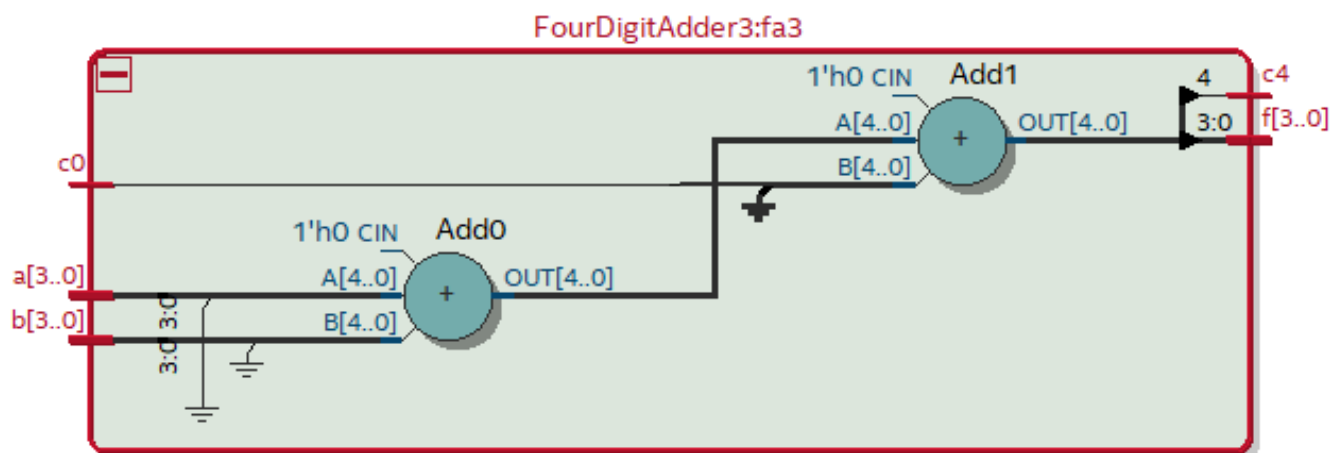 FourDigitAdder3:fa3
1'h0 CIN Add1
4 c4
A[4..0] OUT[4..0] 3:0 f[3..0]
c0 B[4..0]
1'h0 CIN Add0
a[3..0] A[4..0] + OUT[4..0]
+
b[3..0] 3:0 3:0 B[4..0]